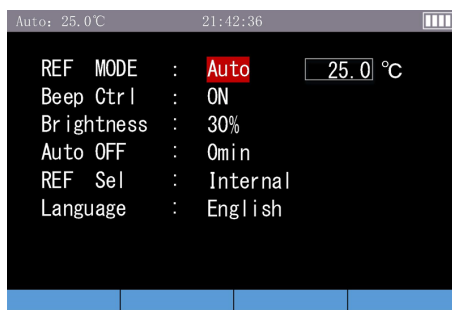 Auto: 25.0℃ 21:42:36
REF MODE : Auto 25.0 ℃
Beep Ctrl : ON
Brightness : 30%
Auto OFF : 0min
REF Sel : Internal
Language : English